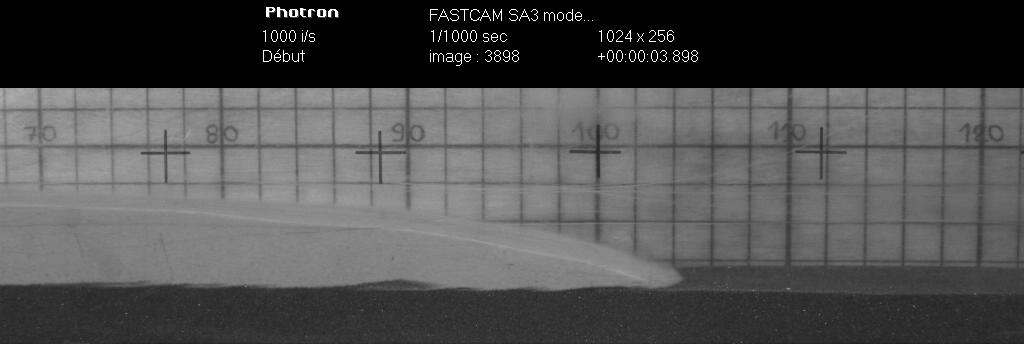 Photron
FASTCAM SA3 mode...
1000 i/s
1/1000 sec
1024 x 256
Début
image : 3898
+00:00:03.898
70 80 90 100 110 120